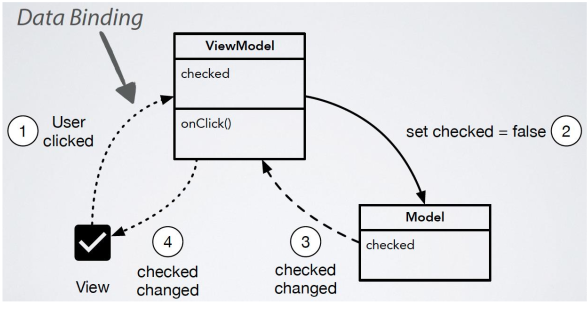 Data Binding
ViewModel
checked
onClick()
1
User
clicked
set checked = false
2
Model
checked
3
checked
changed
4
checked
changed
View